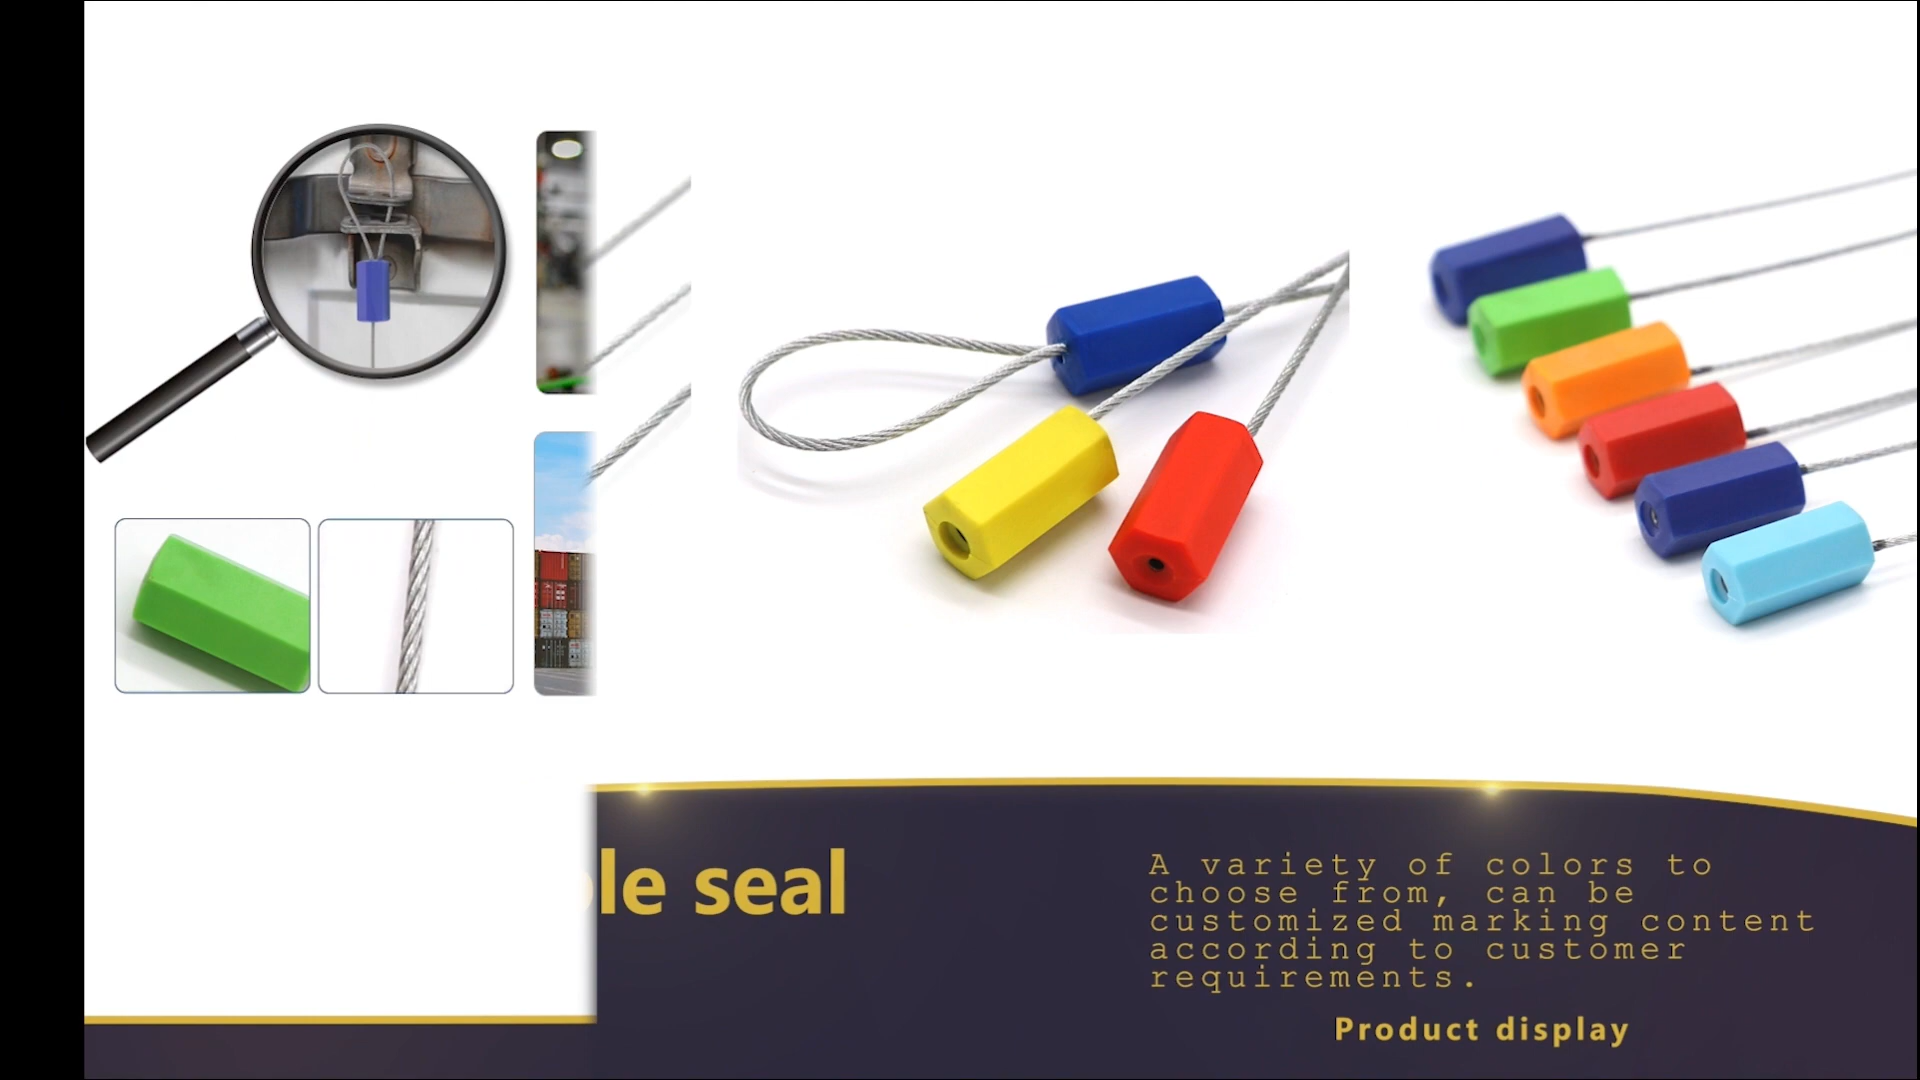 le seal
A variety of colors to
choose from, can be
customized marking content
according to customer
requirements.
Product display